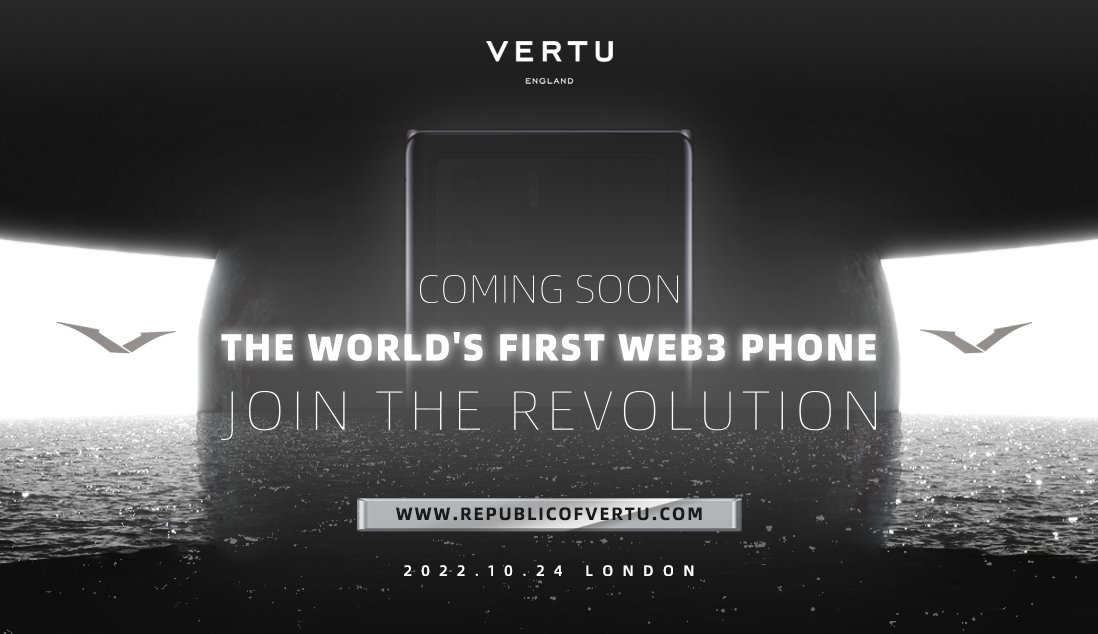 VERTU
ENGLAND
COMING SOON
THE WORLD'S FIRST WEB3 PHONE
JOIN THE REVOLUTION
WWW.REPUBLICOFVERTU.COM
2022.10.24 LONDON